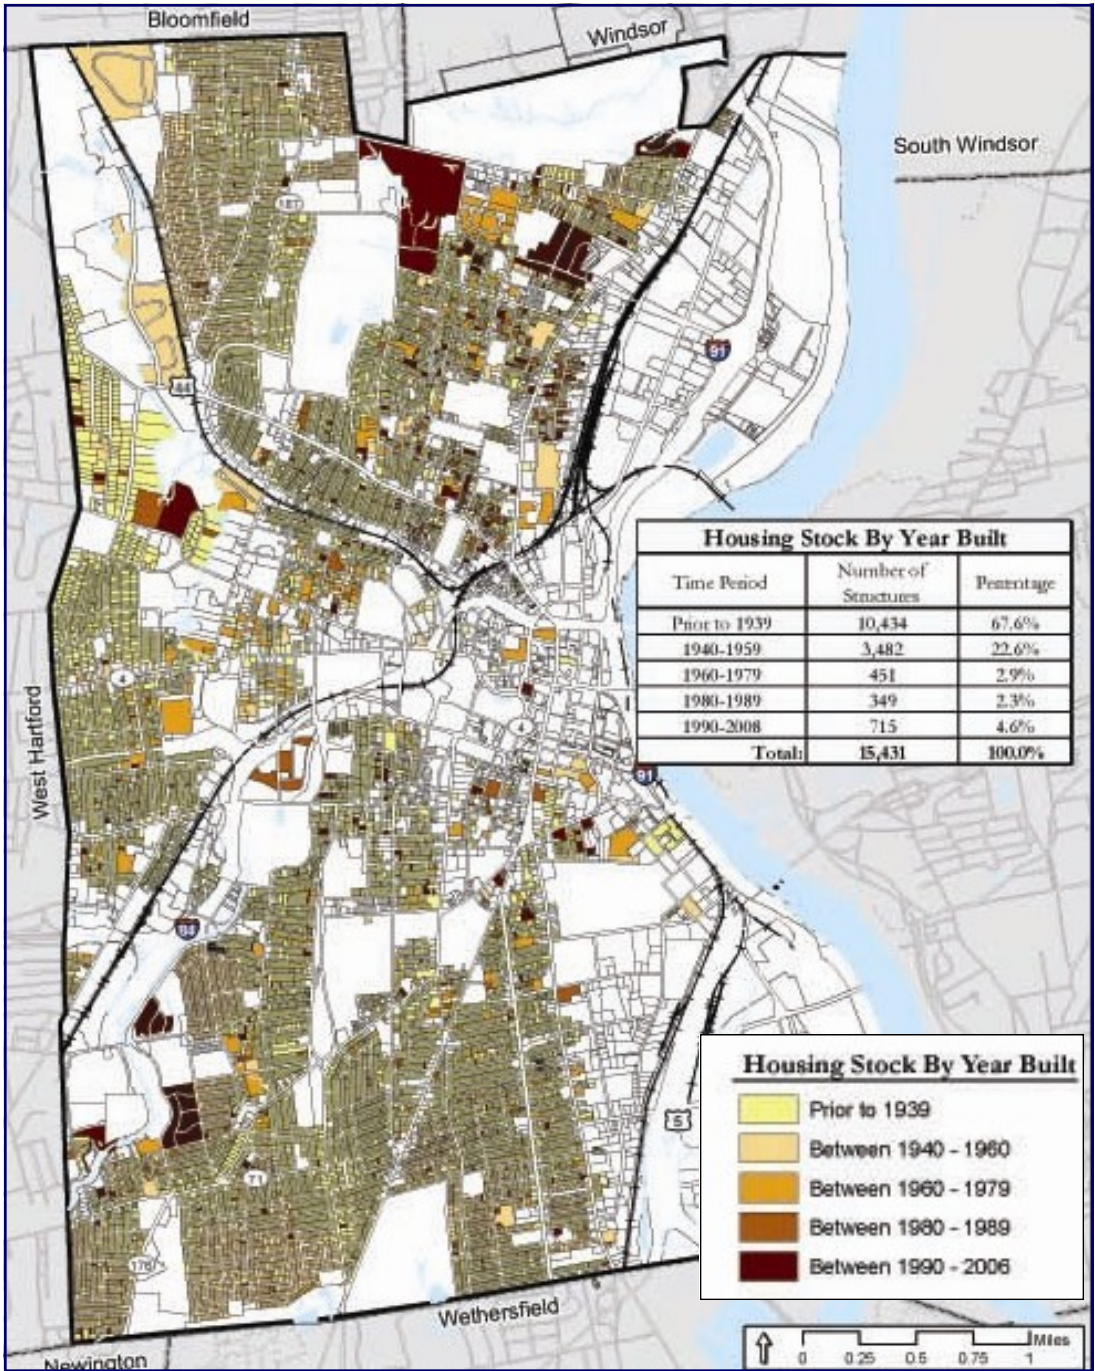 Bloomfield
Windsor
South Windsor
187
91
44
Housing Stock By Year Built
Time Period Number of Structures Percentage
Prior to 1939 10,434 67.6%
1940-1959 3,482 22.6%
1960-1979 451 2.9%
1980-1989 349 2.3%
1990-2008 715 4.6%
Total: 15,431 100.0%
4
West Hartford
4
91
84
Housing Stock By Year Built
Prior to 1939
Between 1940 - 1960
Between 1960 - 1979
Between 1980 - 1989
Between 1990 - 2006
5
71
176
Wethersfield
Newington
Miles
0 0.25 0.5 0.75 1